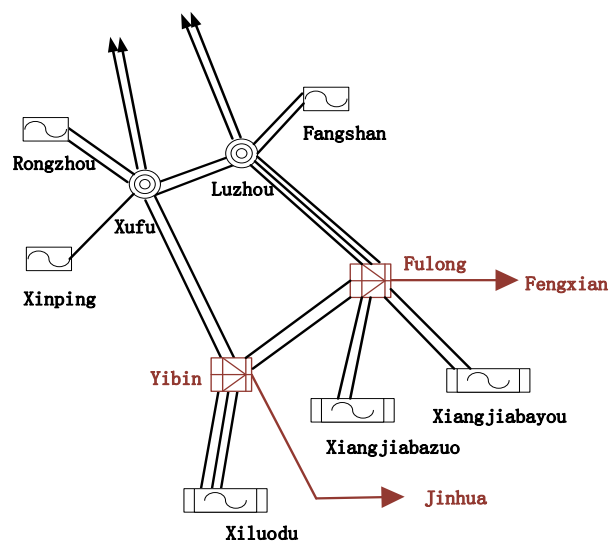 Fangshan
Rongzhou
Luzhou
Xufu
Fulong
Xinping
Fengxian
Yibin
Xiangjiabayou
Xiangjiabazuo
Jinhua
Xiluodu